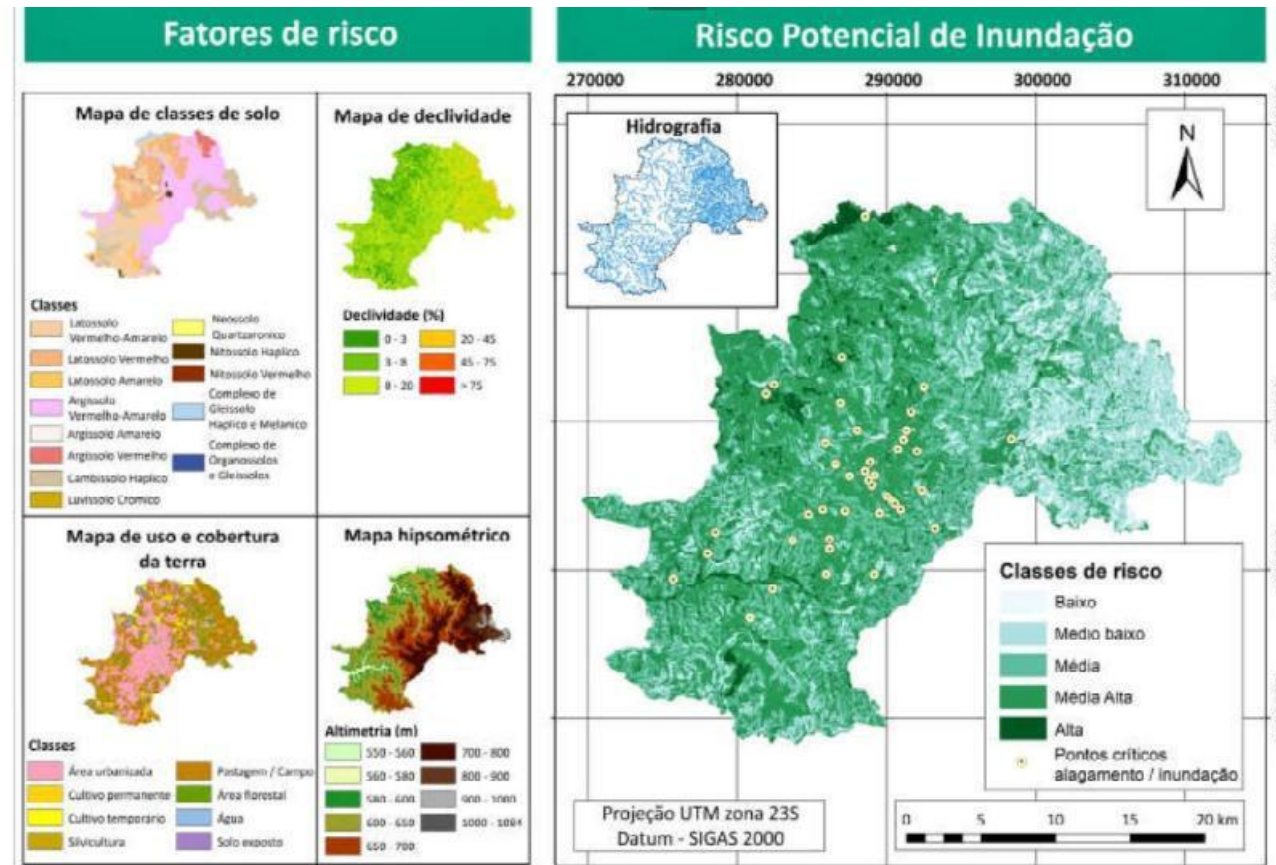 Fatores de risco
Mapa de classes de solo
Classes
Latossolo
Vermelho-Amarelo
Latossolo Vermelho
Latossolo Amarelo
Argissolo
Vermelho-Amarelo
Argissolo Amarelo
Argissolo Vermelho
Cambissolo Haplico
Luvissolo Cromico
Neossolo
Quartzaronico
Nitossolo Haplico
Nitossolo Vermelho
Complexo de
Gleissolo
Haplico e Melanico
Complexo de
Organossolos
e Gleissolos
Mapa de declividade
Declividade (%)
0 - 3
3 - 8
8 - 20
20 - 45
45 - 75
> 75
Mapa de uso e cobertura
da terra
Classes
Área urbanizada
Cultivo permanente
Cultivo temporário
Silvicultura
Pastagem / Campo
Area florestal
Água
Solo exposto
Mapa hipsométrico
Altimetria (m)
550 - 560
560 - 580
580 - 600
600 - 650
650 - 700
700 - 800
800 - 900
900 - 1000
1000 - 1084
Risco Potencial de Inundação
270000 280000 290000 300000 310000
Hidrografia
N
Classes de risco
Baixo
Medio baixo
Média
Média Alta
Alta
Pontos críticos
alagamento / inundação
Projeção UTM zona 23S
Datum - SIGAS 2000
0 5 10 15 20 km